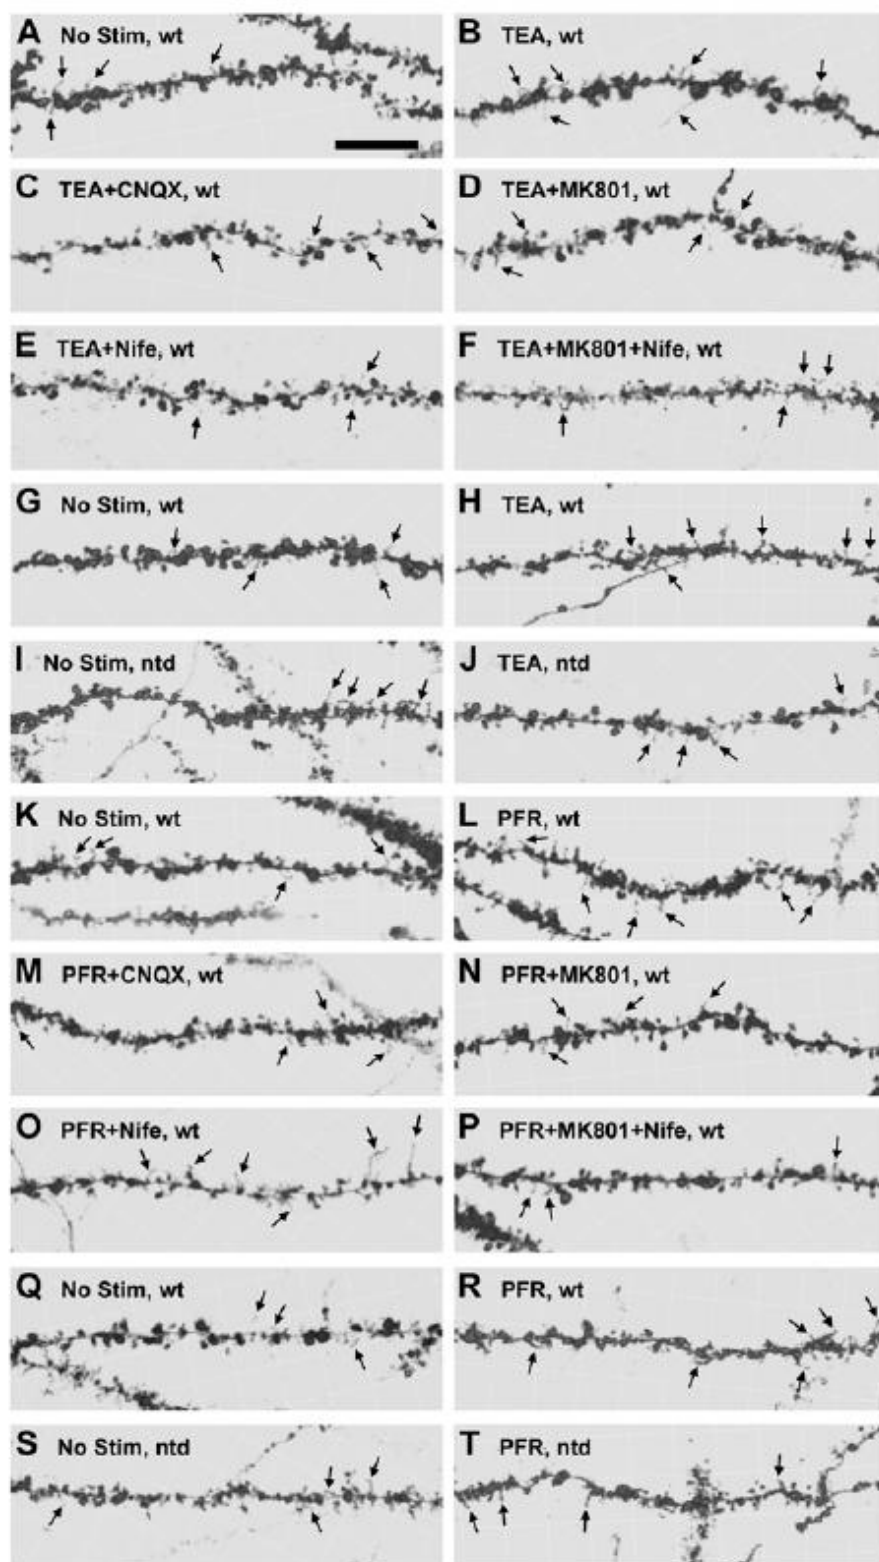 A No Stim, wt
B TEA, wt
C TEA+CNQX, wt
D TEA+MK801, wt
E TEA+Nife, wt
F TEA+MK801+Nife, wt
G No Stim, wt
H TEA, wt
I No Stim, ntd
J TEA, ntd
K No Stim, wt
L PFR, wt
M PFR+CNQX, wt
N PFR+MK801, wt
O PFR+Nife, wt
P PFR+MK801+Nife, wt
Q No Stim, wt
R PFR, wt
S No Stim, ntd
T PFR, ntd